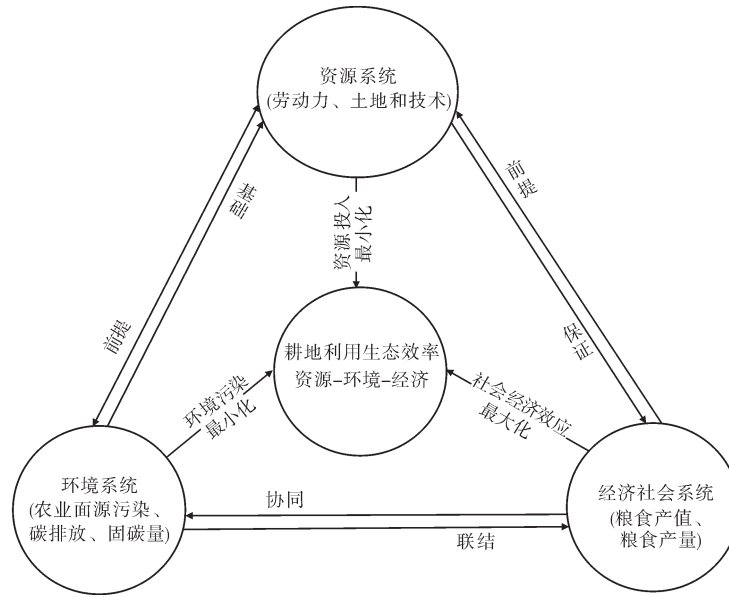 资源系统
(劳动力、土地和技术)
基础
前提
前提
保证
资源投入
最小化
耕地利用生态效率
资源–环境–经济
环境污染
最小化
社会经济效应
最大化
环境系统
(农业面源污染、
碳排放、固碳量)
协同
联结
经济社会系统
(粮食产值、
粮食产量)